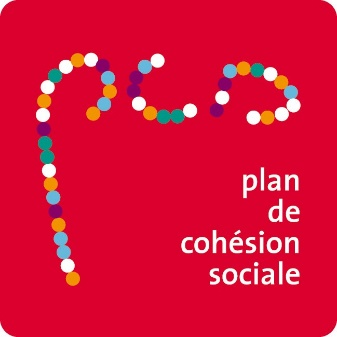 pcs
plan
de
cohésion
sociale